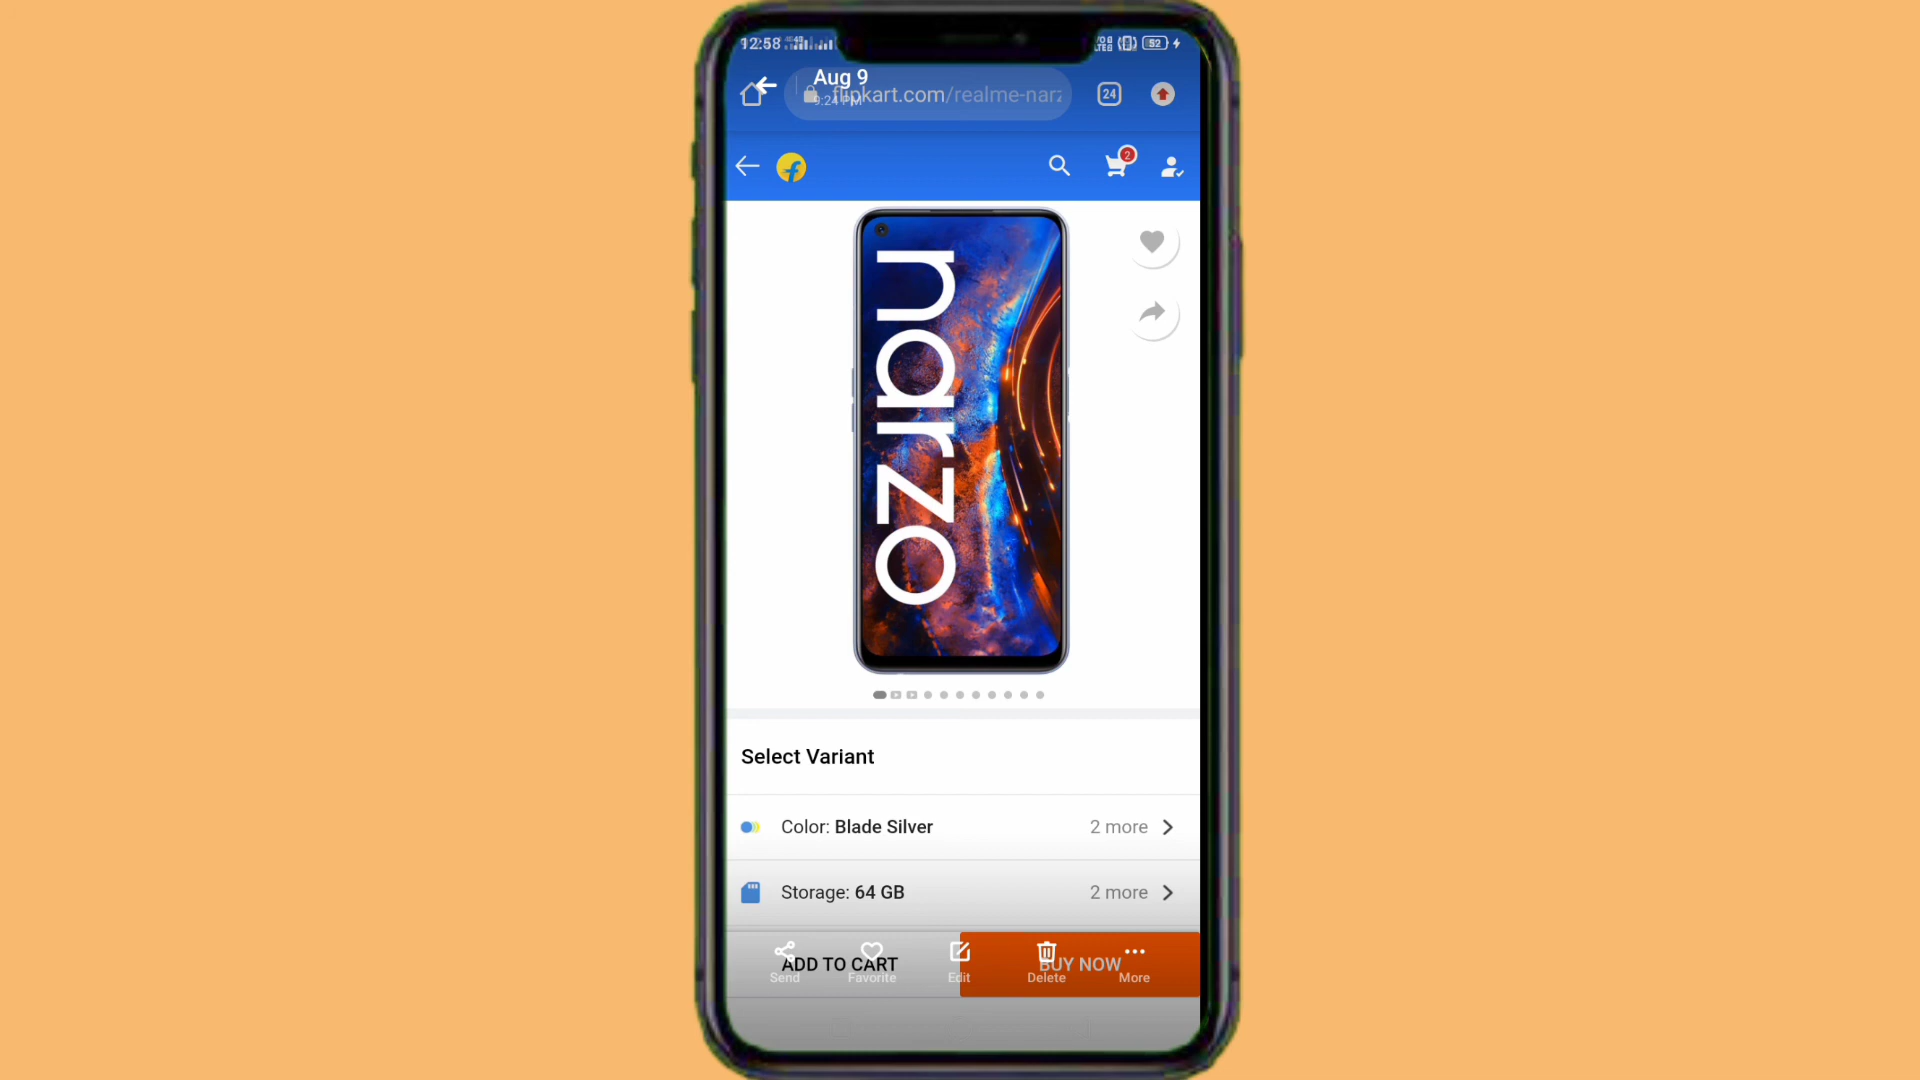 12:58
52
Aug 9
9:24 PM
flipkart.com/realme-narz
24
2
narzo
Select Variant
Color: Blade Silver
2 more
Storage: 64 GB
2 more
ADD TO CART
BUY NOW
Send
Favorite
Edit
Delete
More